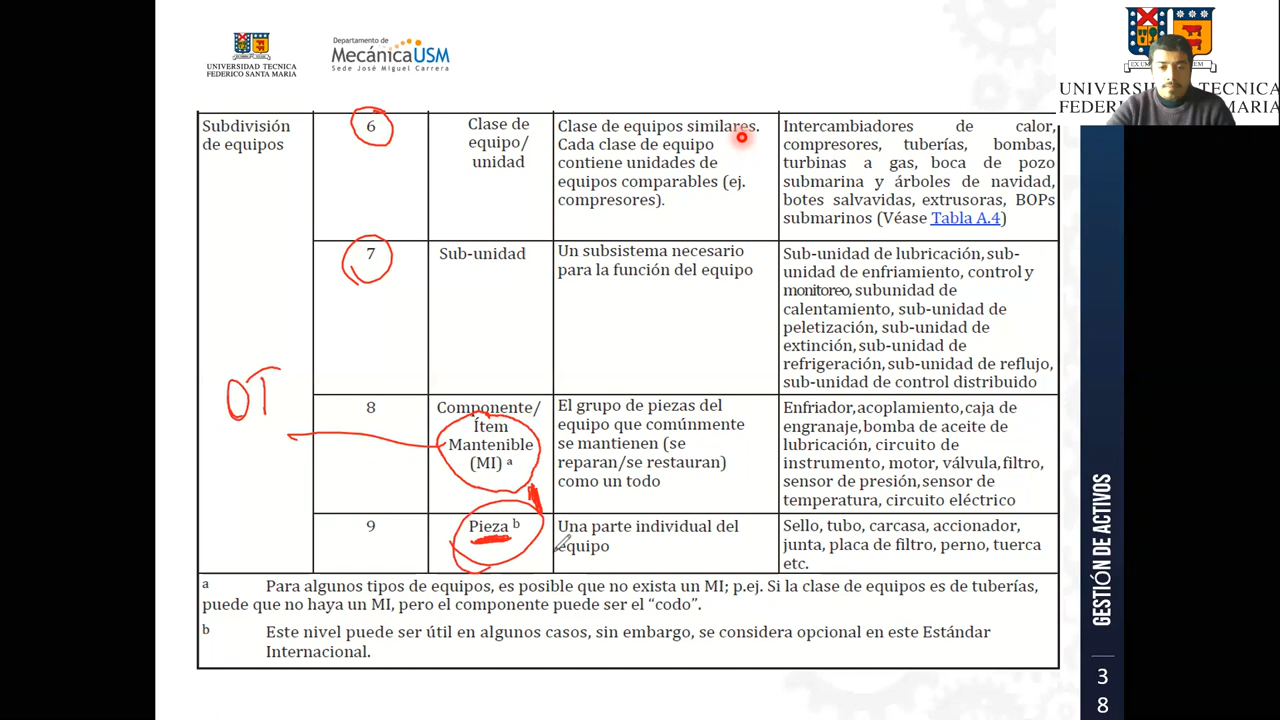 UNIVERSIDAD TECNICA
FEDERICO SANTA MARIA
Departamento de
MecánicaUSM
Sede José Miguel Carrera
UNIVERSIDAD TECNICA
FEDERICO SANTA MARIA
Subdivisión
de equipos
6
Clase de
equipo/
unidad
Clase de equipos similares.
Cada clase de equipo
contiene unidades de
equipos comparables (ej.
compresores).
Intercambiadores de calor,
compresores, tuberías, bombas,
turbinas a gas, boca de pozo
submarina y árboles de navidad,
botes salvavidas, extrusoras, BOPs
submarinos (Véase Tabla A.4)
7
Sub-unidad
Un subsistema necesario
para la función del equipo
Sub-unidad de lubricación, sub-
unidad de enfriamiento, control y
monitoreo, subunidad de
calentamiento, sub-unidad de
peletización, sub-unidad de
extinción, sub-unidad de
refrigeración, sub-unidad de reflujo,
sub-unidad de control distribuido
OT
8
Componente/
Ítem
Mantenible
(MI) a
El grupo de piezas del
equipo que comúnmente
se mantienen (se
reparan/se restauran)
como un todo
Enfriador, acoplamiento, caja de
engranaje, bomba de aceite de
lubricación, circuito de
instrumento, motor, válvula, filtro,
sensor de presión, sensor de
temperatura, circuito eléctrico
9
Pieza b
Una parte individual del
equipo
Sello, tubo, carcasa, accionador,
junta, placa de filtro, perno, tuerca
etc.
a Para algunos tipos de equipos, es posible que no exista un MI; p.ej. Si la clase de equipos es de tuberías,
puede que no haya un MI, pero el componente puede ser el “codo”.
b Este nivel puede ser útil en algunos casos, sin embargo, se considera opcional en este Estándar
Internacional.
GESTIÓN DE ACTIVOS
3
8